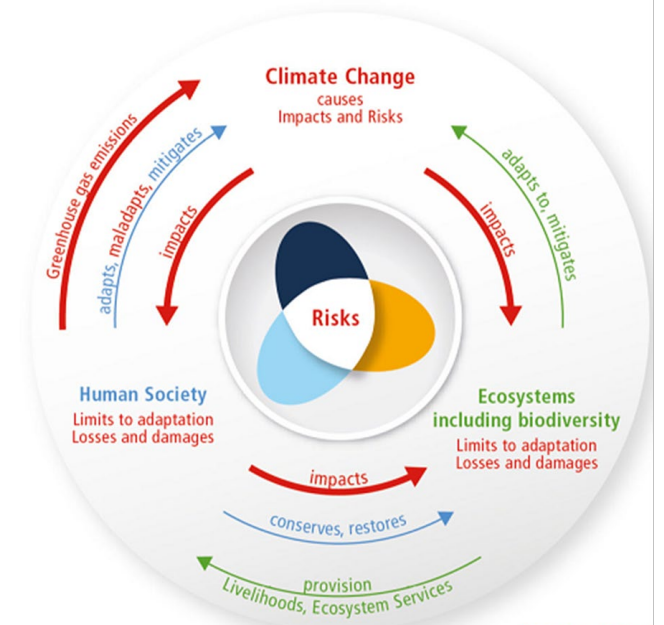 Climate Change
causes
Impacts and Risks
Greenhouse gas emissions
adapts, maladapts, mitigates
impacts
impacts
adapts to, mitigates
Risks
Human Society
Limits to adaptation
Losses and damages
Ecosystems
including biodiversity
Limits to adaptation
Losses and damages
impacts
conserves, restores
provision
Livelihoods, Ecosystem Services